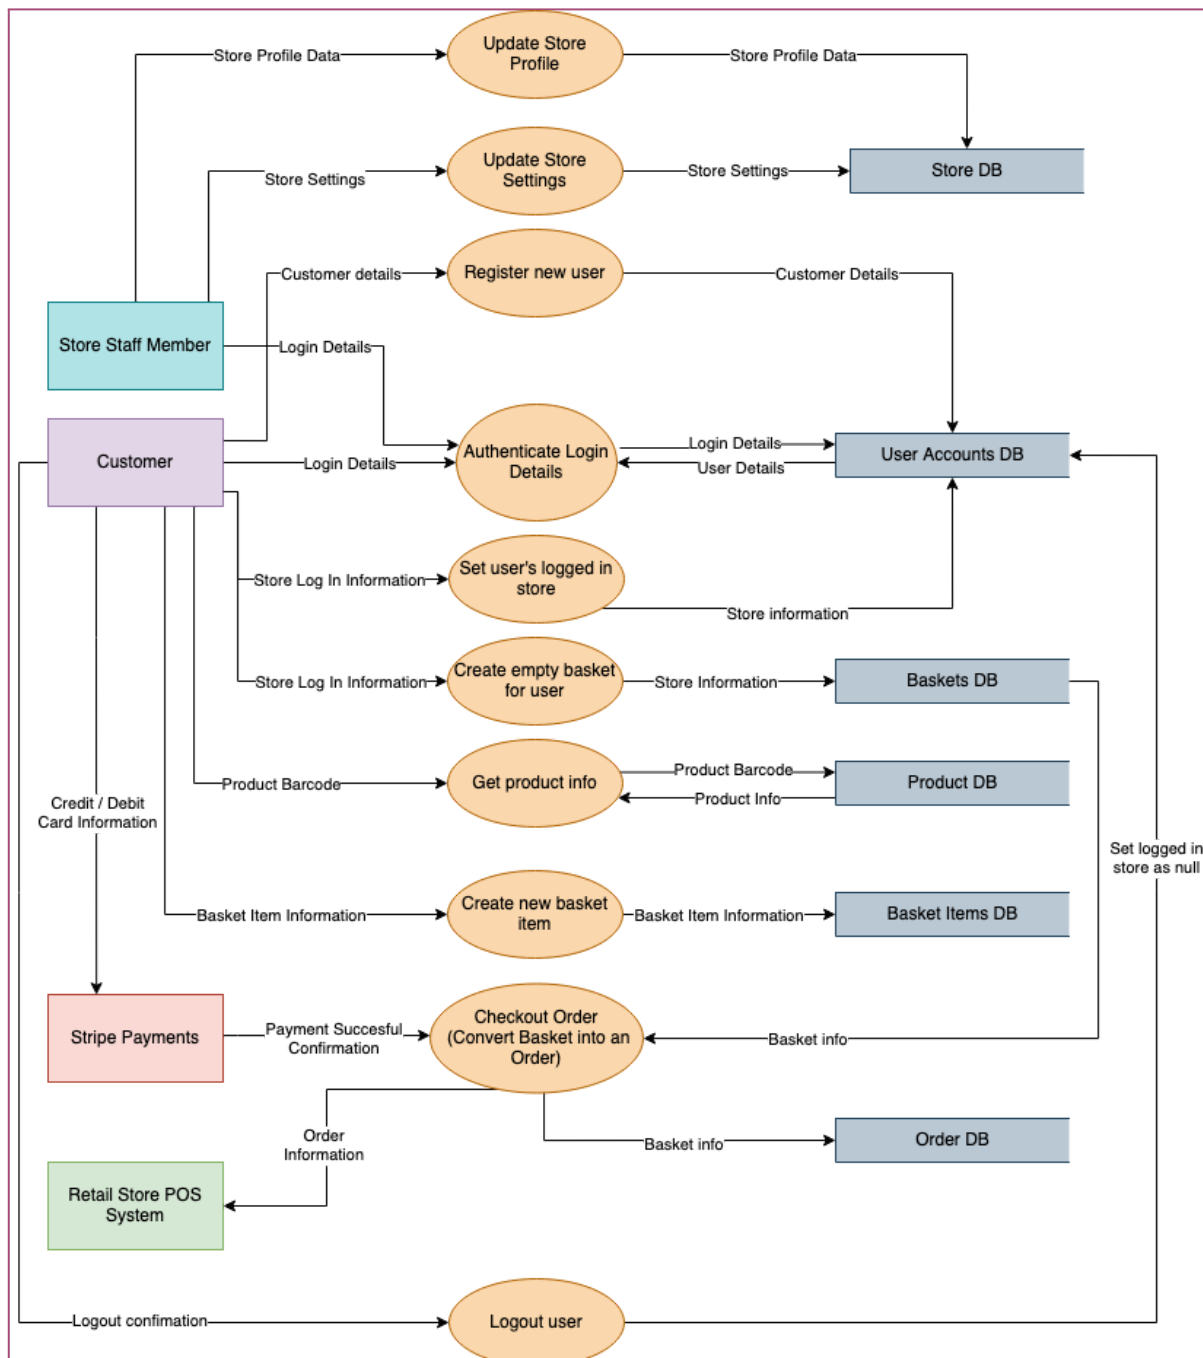 Store Profile Data
Update Store
Profile
Store Profile Data
Store Settings
Update Store
Settings
Store Settings
Store DB
Customer details
Register new user
Customer Details
Store Staff Member
Login Details
Customer
Login Details
Authenticate Login
Details
Login Details
User Details
User Accounts DB
Store Log In Information
Set user's logged in
store
Store information
Store Log In Information
Create empty basket
for user
Store Information
Baskets DB
Product Barcode
Get product info
Product Barcode
Product Info
Product DB
Credit / Debit
Card Information
Set logged in
store as null
Basket Item Information
Create new basket
item
Basket Item Information
Basket Items DB
Stripe Payments
Payment Succesful
Confirmation
Checkout Order
(Convert Basket into an
Order)
Basket info
Order
Information
Basket info
Order DB
Retail Store POS
System
Logout confimation
Logout user